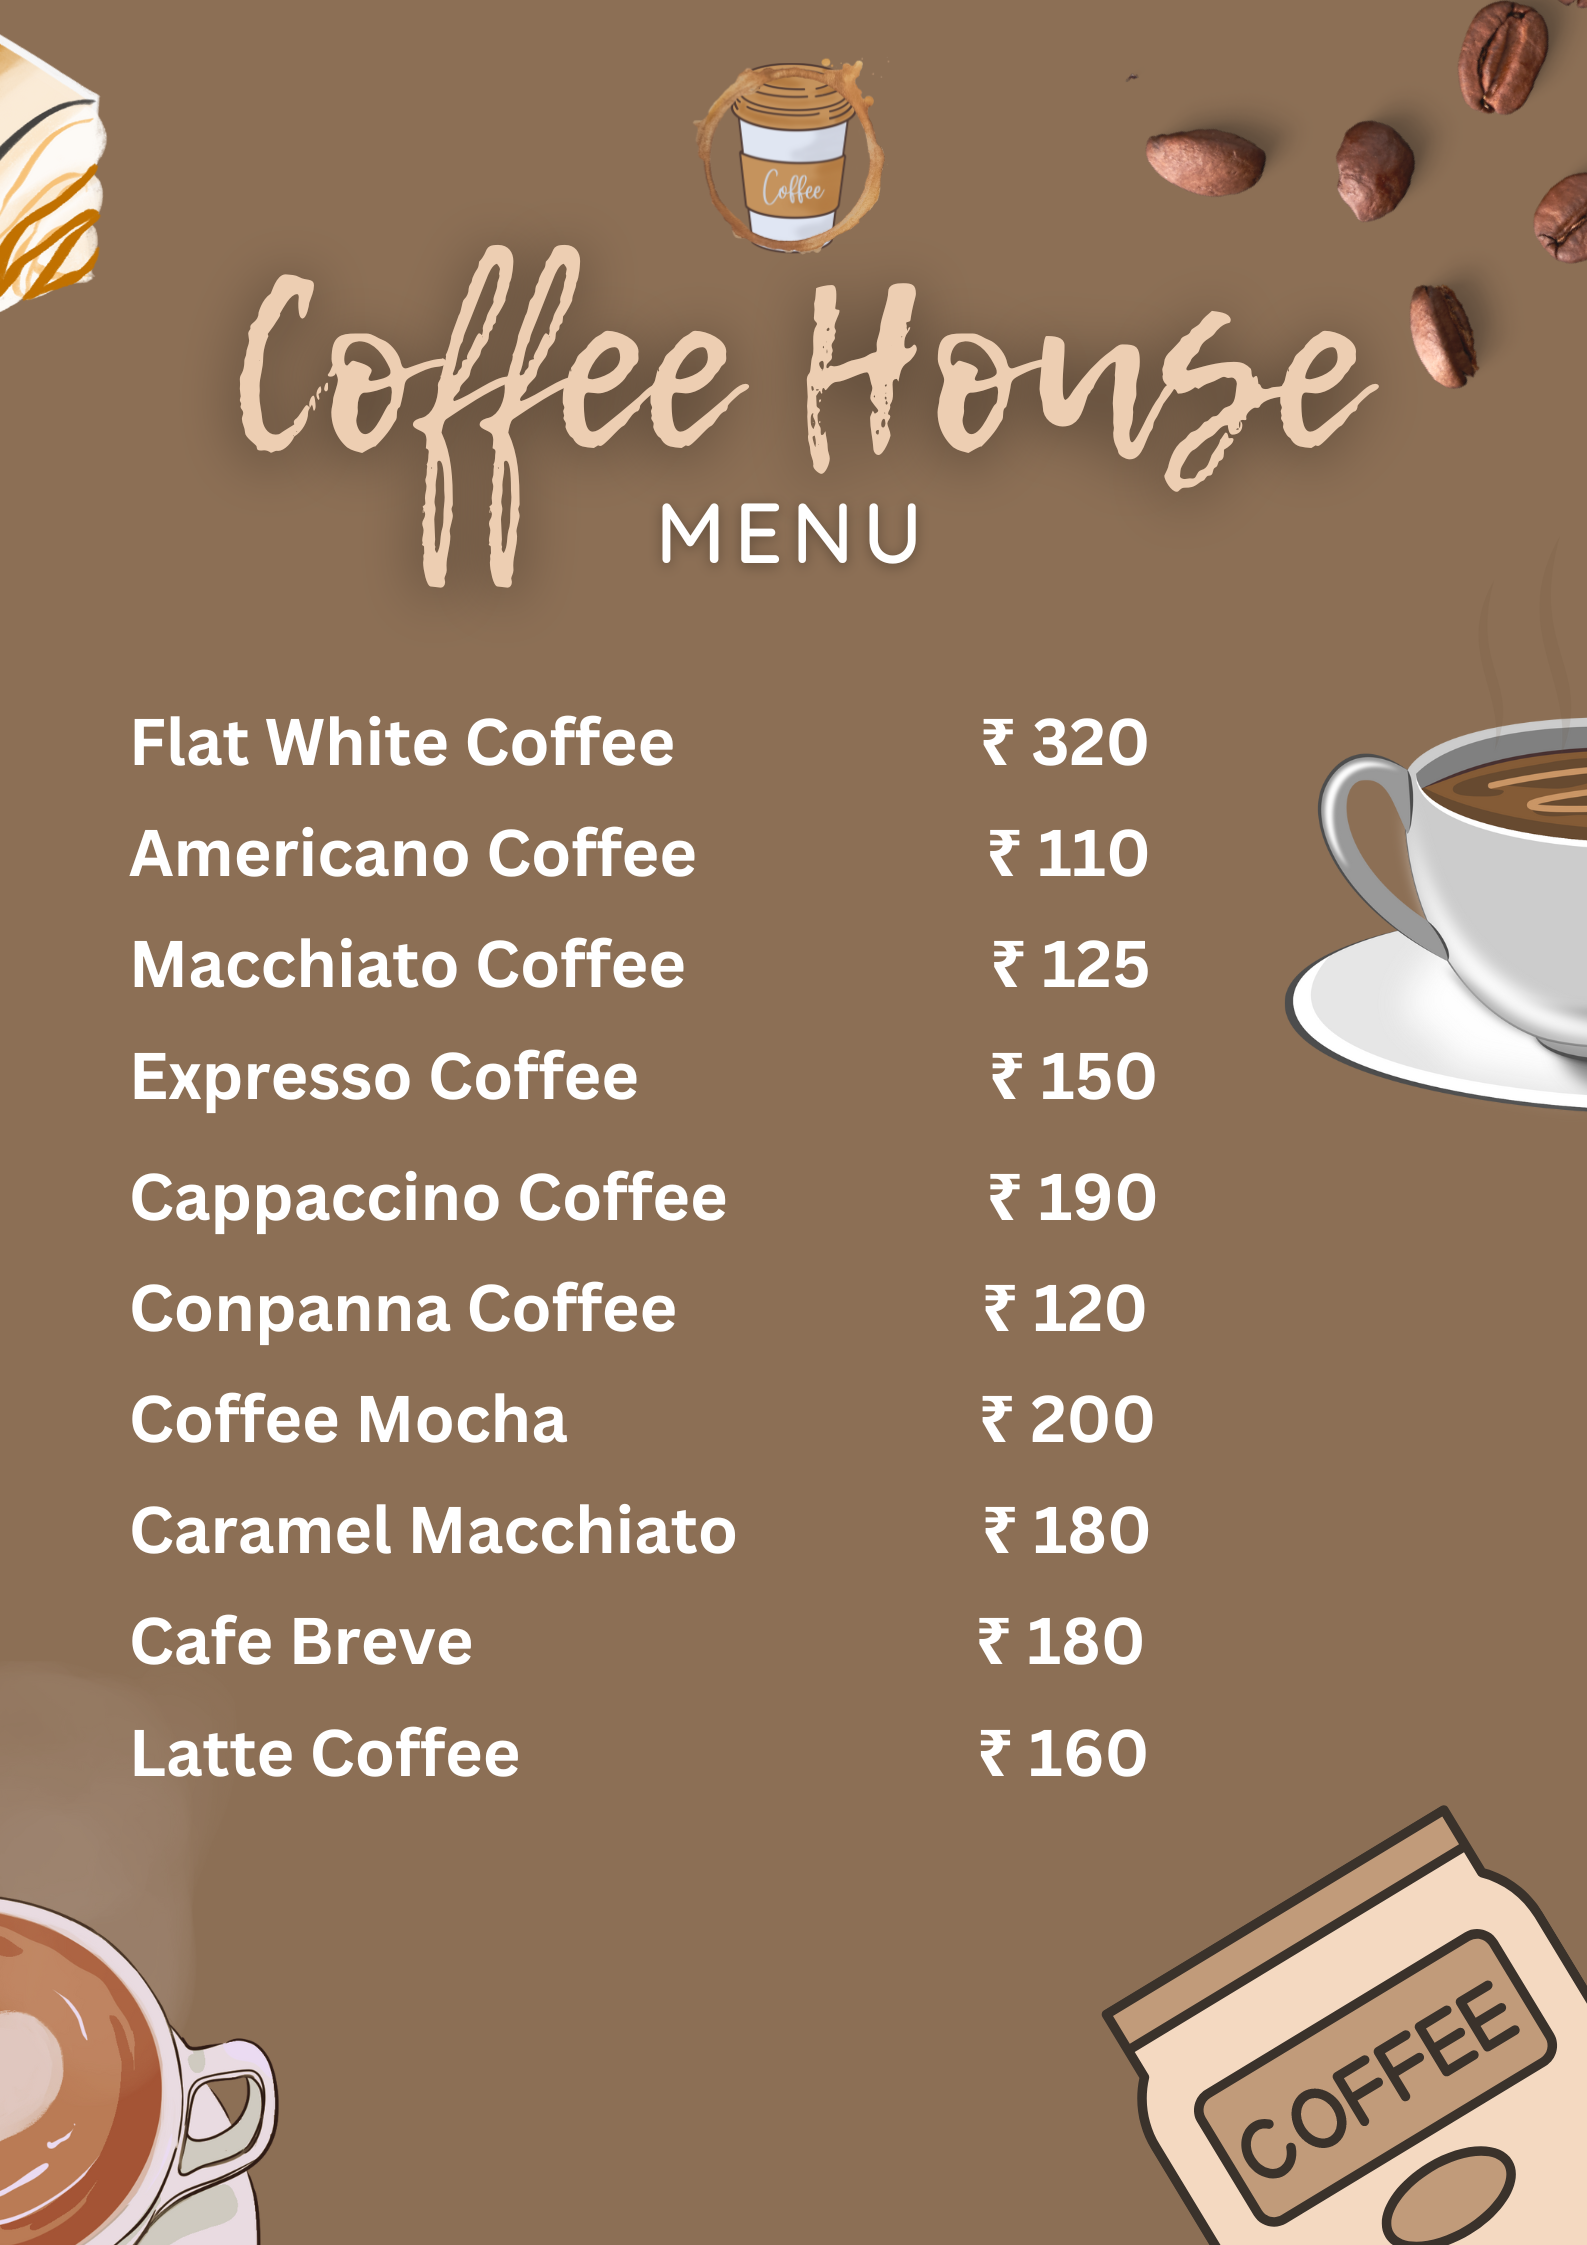 Coffee
Coffee House
MENU
Flat White Coffee ₹ 320
Americano Coffee ₹ 110
Macchiato Coffee ₹ 125
Expresso Coffee ₹ 150
Cappaccino Coffee ₹ 190
Conpanna Coffee ₹ 120
Coffee Mocha ₹ 200
Caramel Macchiato ₹ 180
Cafe Breve ₹ 180
Latte Coffee ₹ 160
COFFEE